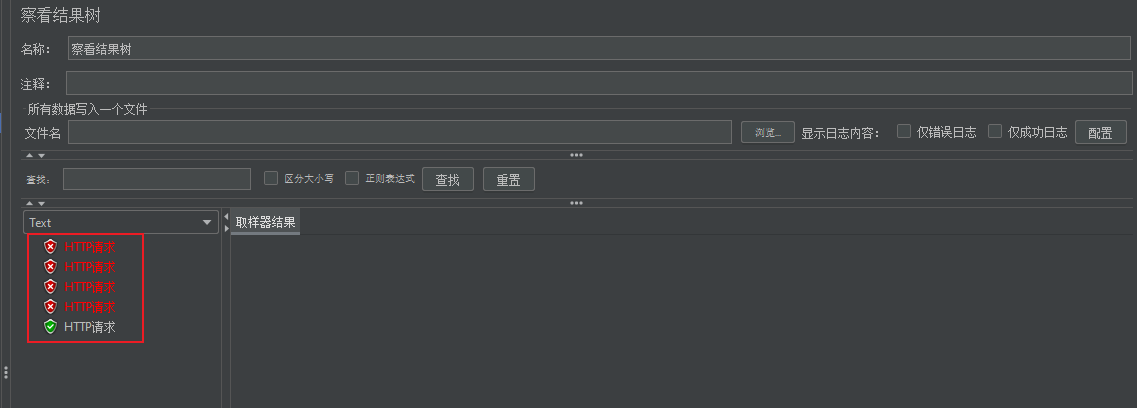 察看结果树
名称： 察看结果树
注释：
所有数据写入一个文件
文件名 浏览... 显示日志内容： 仅错误日志 仅成功日志 配置
查找： 区分大小写 正则表达式 查找 重置
Text 取样器结果
HTTP请求
HTTP请求
HTTP请求
HTTP请求
HTTP请求